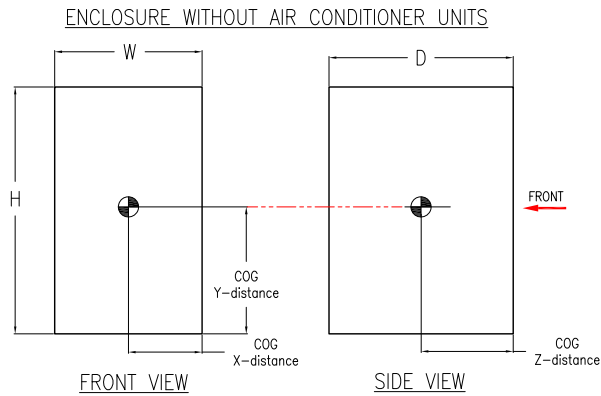 ENCLOSURE WITHOUT AIR CONDITIONER UNITS
W
D
H
FRONT
COG
Y-distance
COG
X-distance
COG
Z-distance
FRONT VIEW
SIDE VIEW